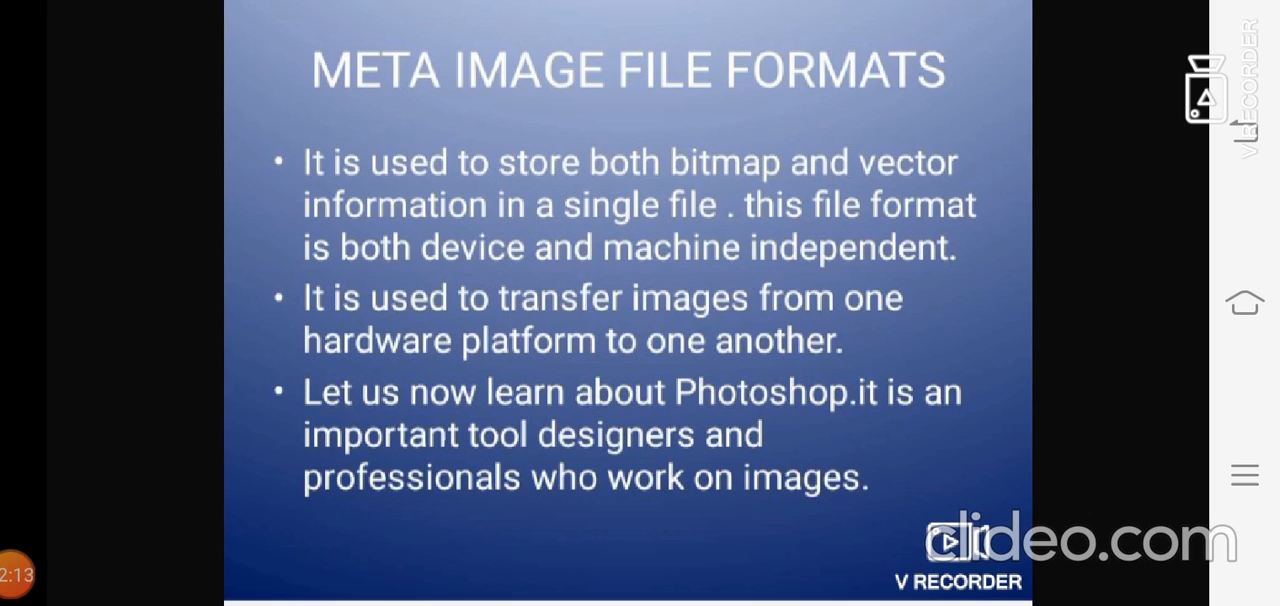 META IMAGE FILE FORMATS
• It is used to store both bitmap and vector
information in a single file . this file format
is both device and machine independent.
• It is used to transfer images from one
hardware platform to one another.
• Let us now learn about Photoshop.it is an
important tool designers and
professionals who work on images.
clideo.com
V RECORDER
V RECORDER
2:13